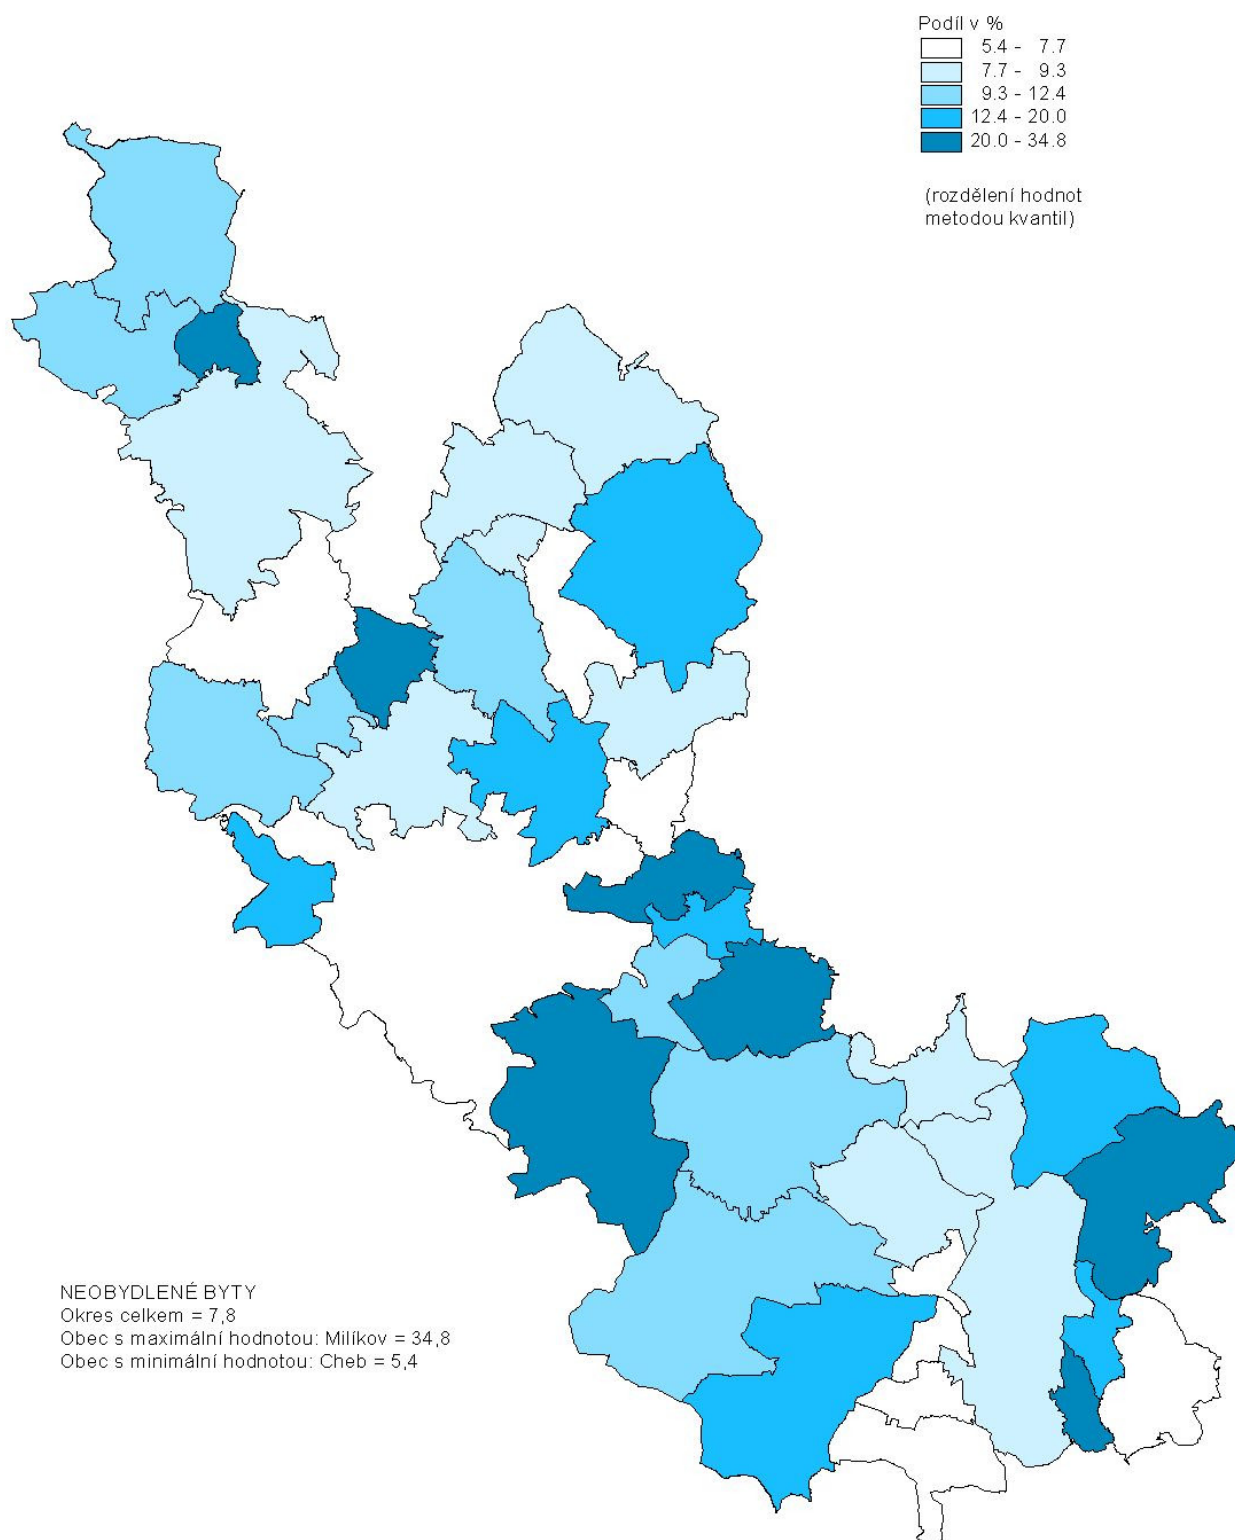 Podíl v %
5.4 - 7.7
7.7 - 9.3
9.3 - 12.4
12.4 - 20.0
20.0 - 34.8
(rozdělení hodnot
metodou kvantil)
NEOBYDLENÉ BYTY
Okres celkem = 7,8
Obec s maximální hodnotou: Milíkov = 34,8
Obec s minimální hodnotou: Cheb = 5,4